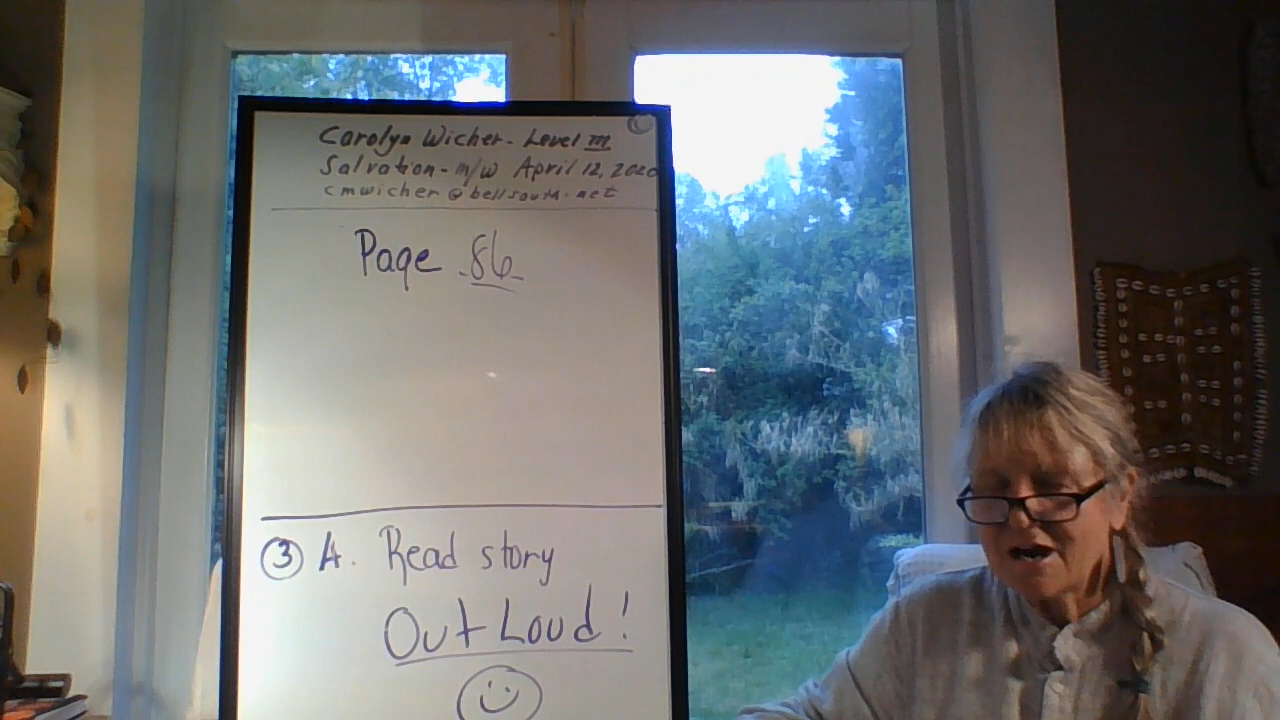 Carolyn Wicher - Level III
Salvation - m/w April 12, 2020
cmwicher@bellsouth.net
Page 86
3 A. Read story
Out Loud!